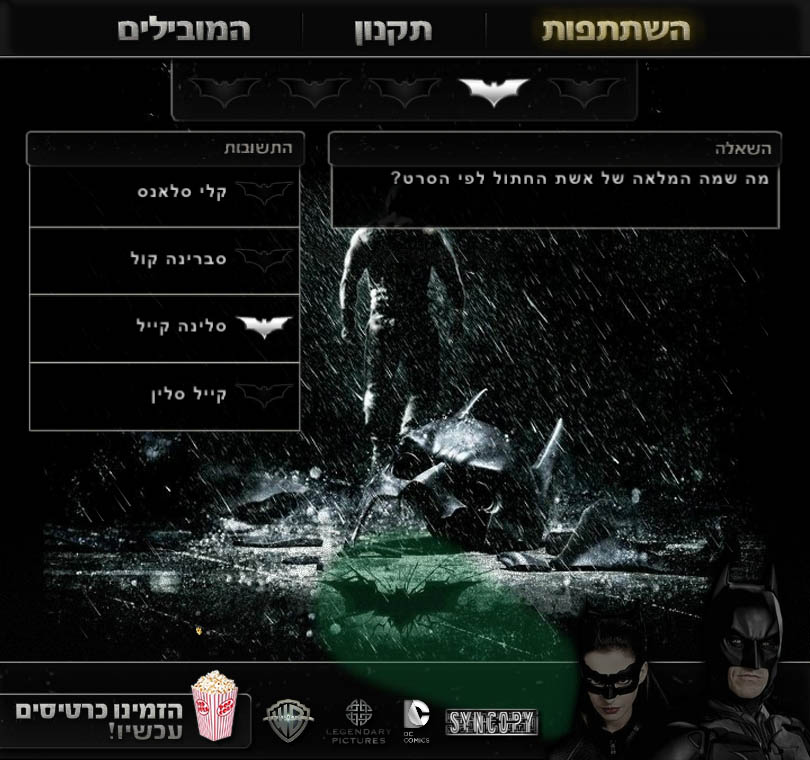 השתתפות
תקנון
המובילים
השאלה
מה שמה המלאה של אשת החתול לפי הסרט?
התשובות
קלי סלאנס
סברינה קול
סלינה קייל
קייל סלין
הזמינו כרטיסים
עכשיו!
LEGENDARY
PICTURES
DC
COMICS
SYNCOPY